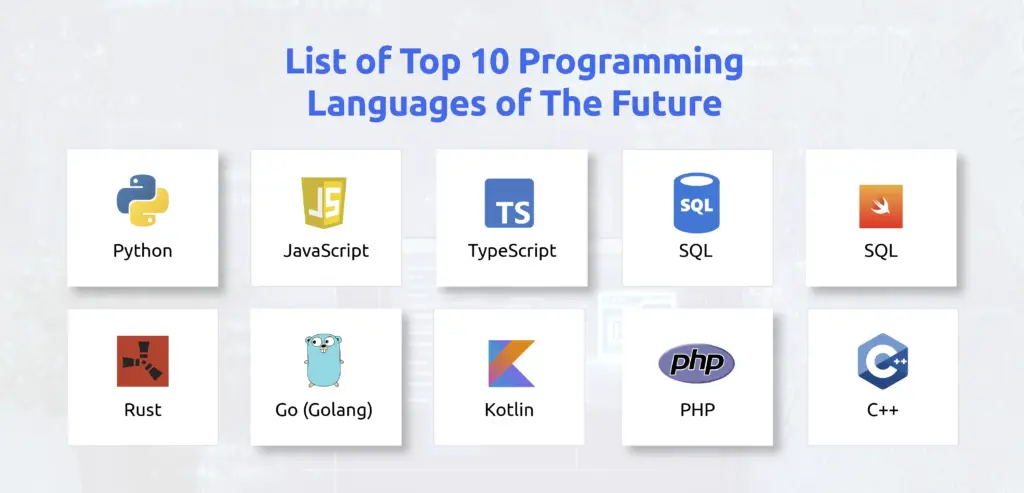 List of Top 10 Programming
Languages of The Future
JS
TS
SQL
Python
JavaScript
TypeScript
SQL
SQL
php
C++
Rust
Go (Golang)
Kotlin
PHP
C++